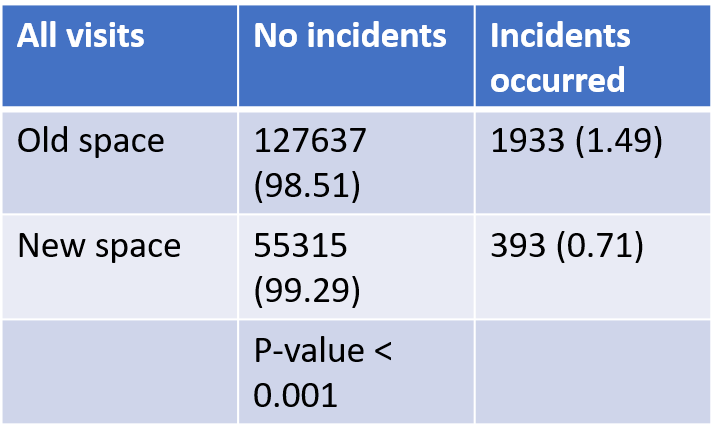 All visits
No incidents
Incidents
occurred
Old space
127637
(98.51)
1933 (1.49)
New space
55315
(99.29)
393 (0.71)
P-value <
0.001